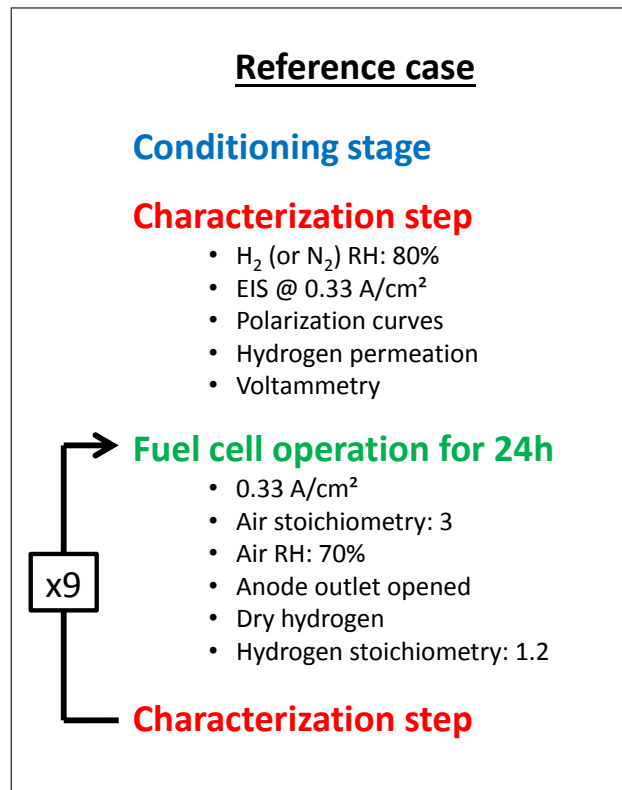 Reference case
Conditioning stage
Characterization step
• H₂ (or N₂) RH: 80%
• EIS @ 0.33 A/cm²
• Polarization curves
• Hydrogen permeation
• Voltammetry
Fuel cell operation for 24h
• 0.33 A/cm²
• Air stoichiometry: 3
• Air RH: 70%
• Anode outlet opened
• Dry hydrogen
• Hydrogen stoichiometry: 1.2
x9
Characterization step